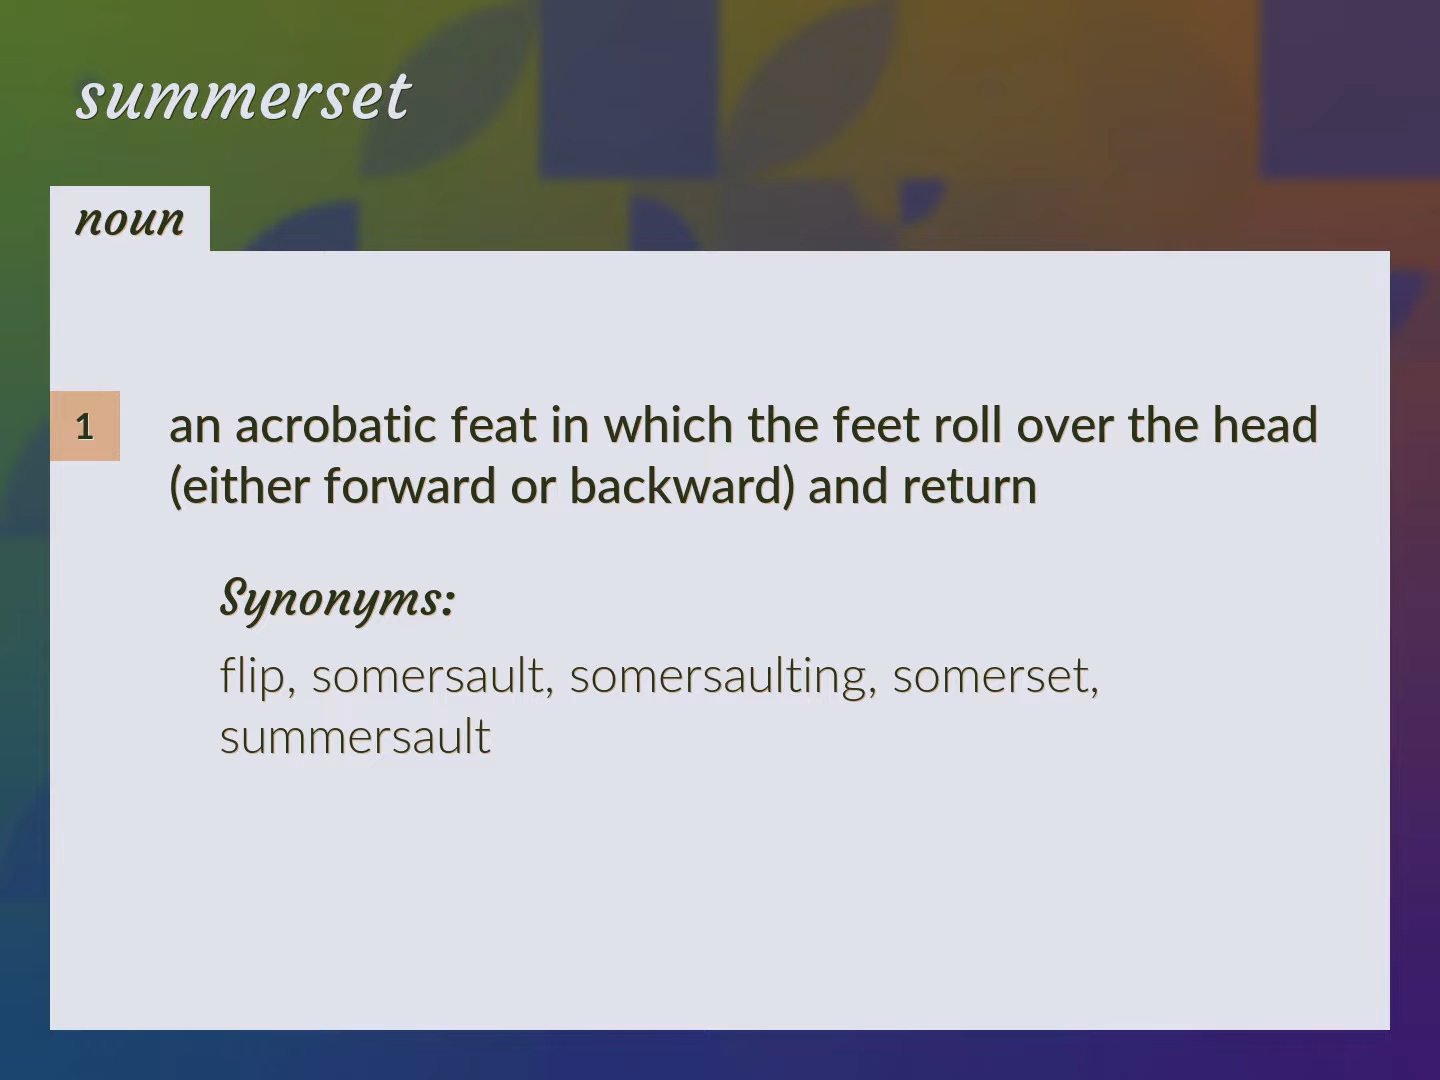 summerset
noun
1
an acrobatic feat in which the feet roll over the head
(either forward or backward) and return
Synonyms:
flip, somersault, somersaulting, somerset,
summersault